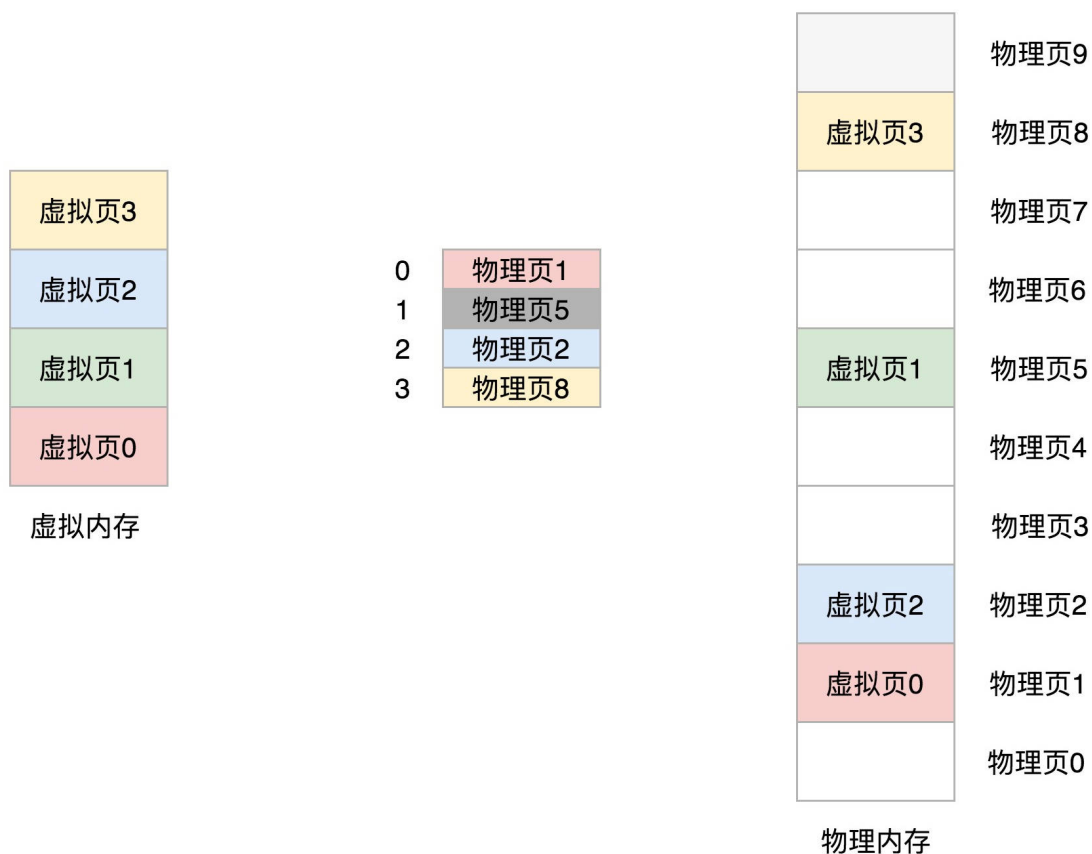 虚拟页3
虚拟页2
虚拟页1
虚拟页0
虚拟内存
0 物理页1
1 物理页5
2 物理页2
3 物理页8
物理页9
虚拟页3 物理页8
物理页7
物理页6
虚拟页1 物理页5
物理页4
物理页3
虚拟页2 物理页2
虚拟页0 物理页1
物理页0
物理内存